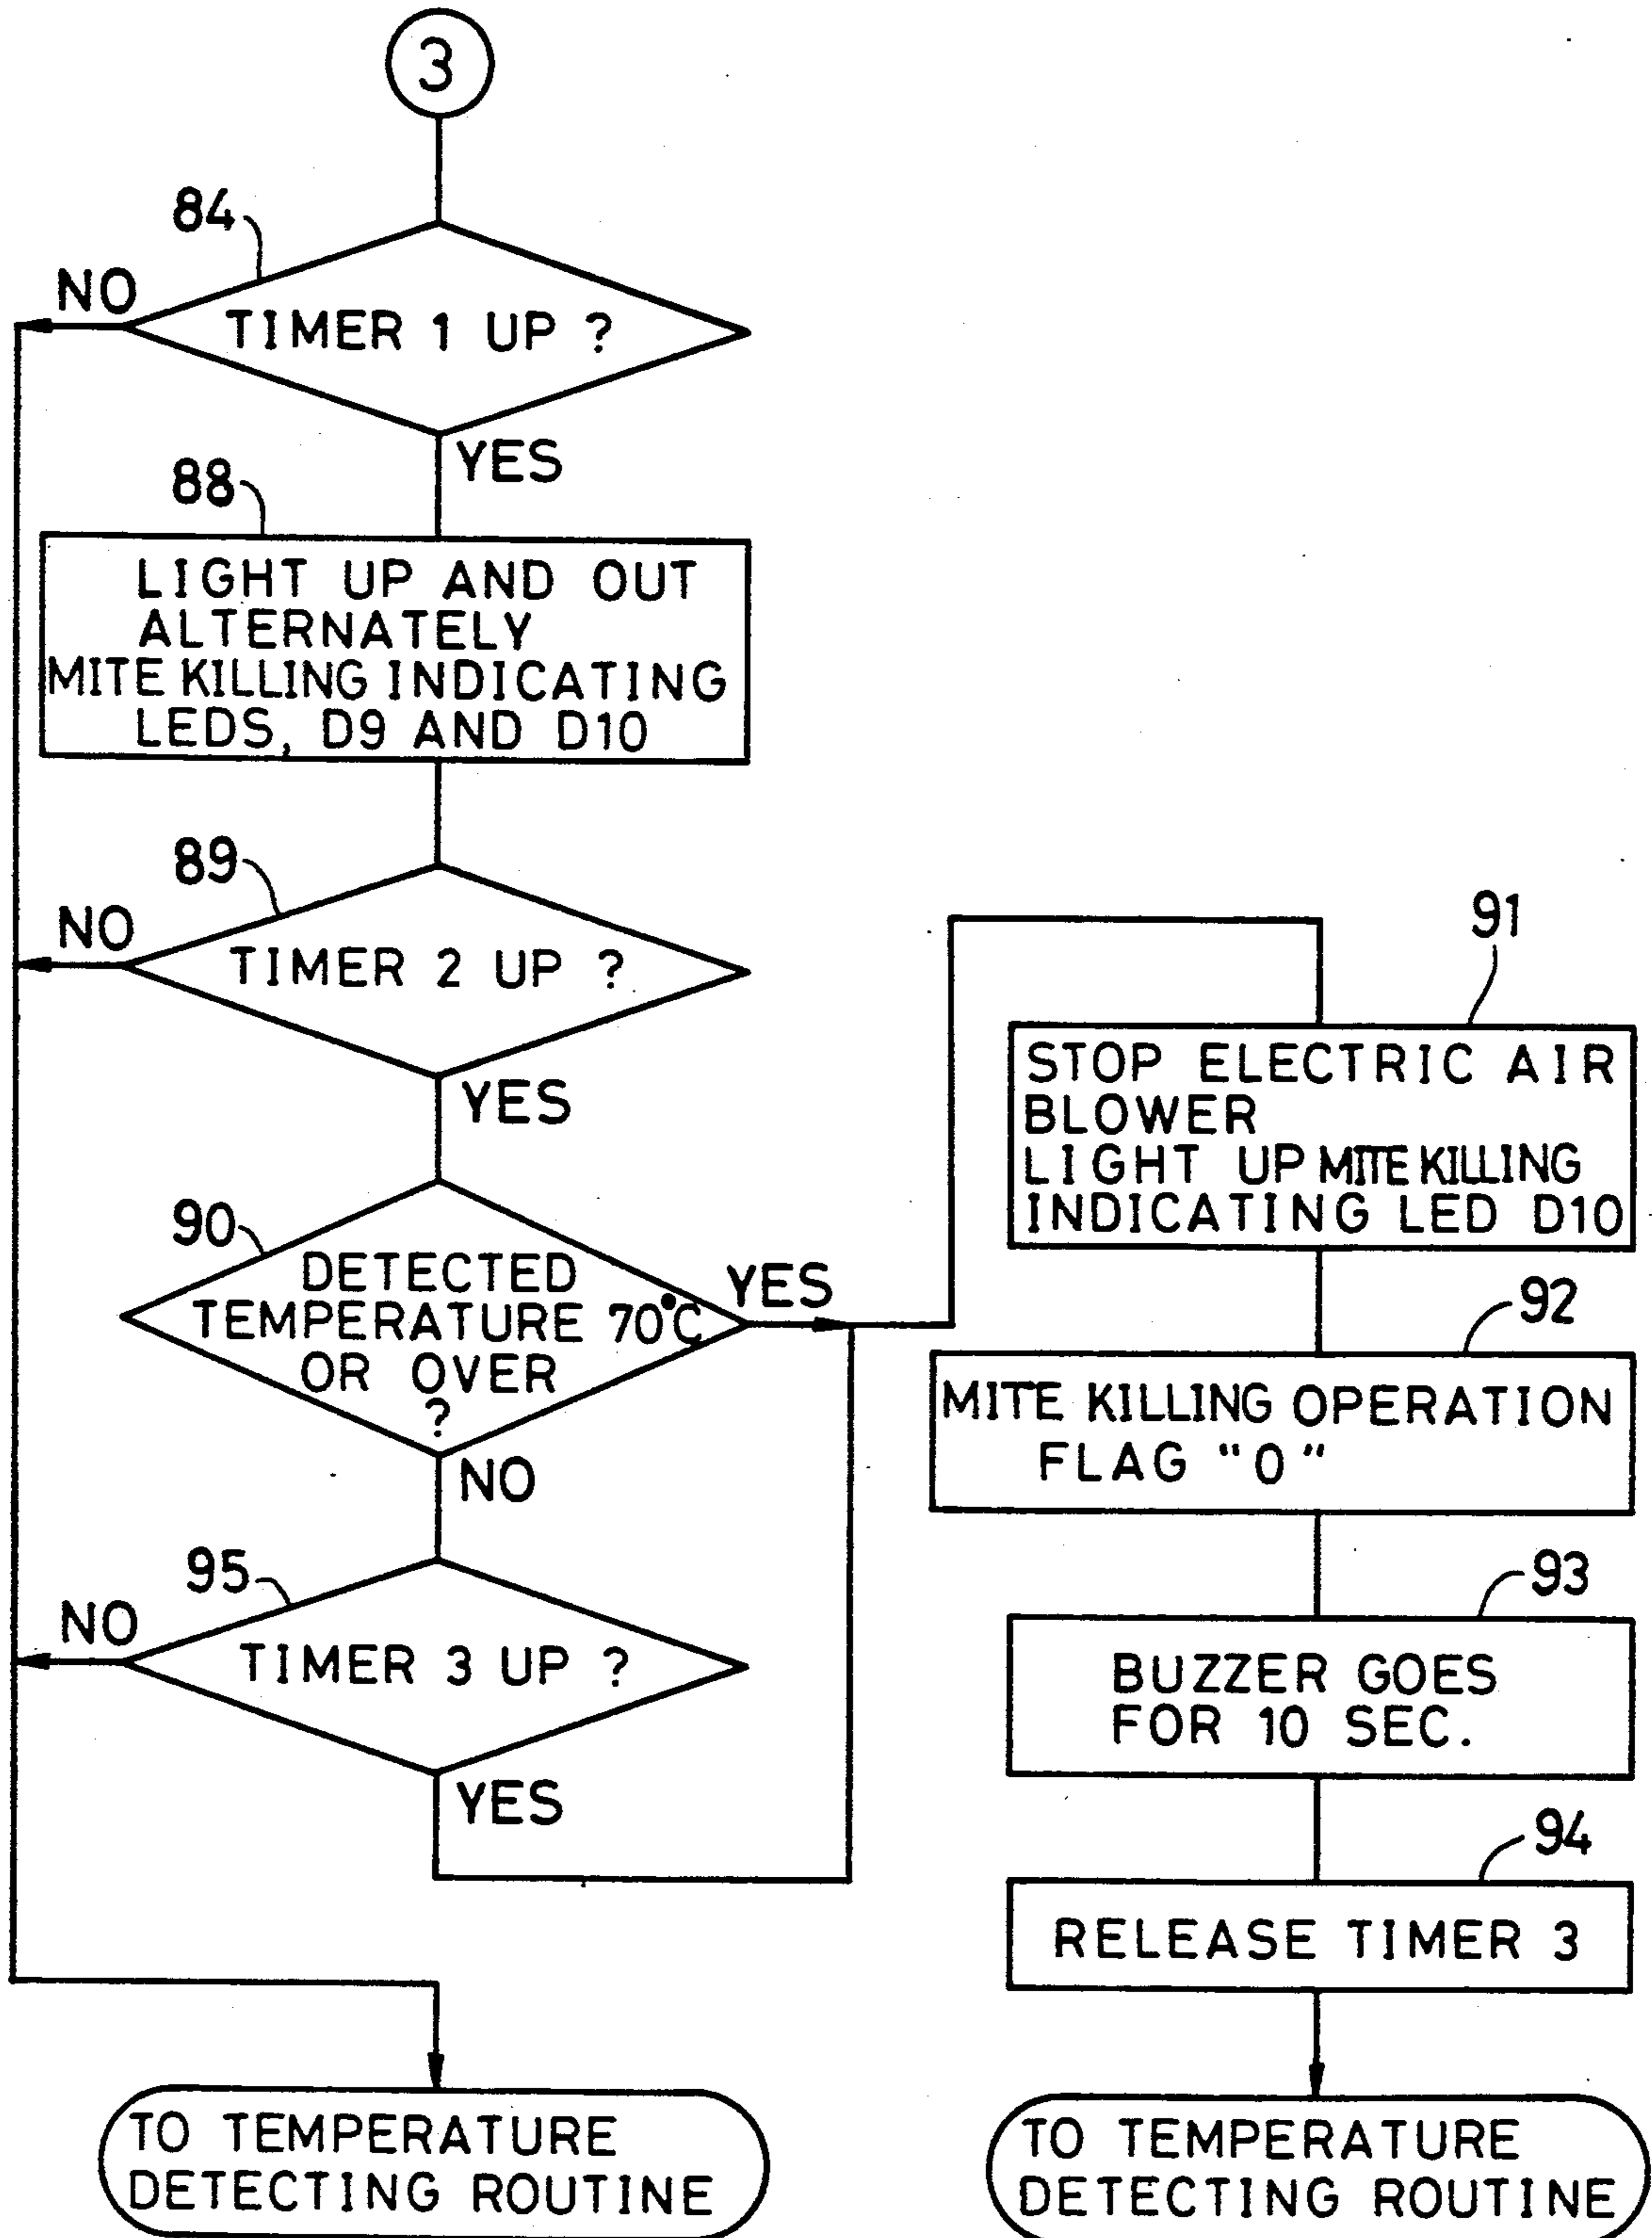 3
84
NO
TIMER 1 UP ?
YES
88
LIGHT UP AND OUT
ALTERNATELY
MITE KILLING INDICATING
LEDS, D9 AND D10
89
NO
TIMER 2 UP ?
YES
90
DETECTED
TEMPERATURE 70°C
OR OVER
?
YES
NO
95
NO
TIMER 3 UP ?
YES
TO TEMPERATURE
DETECTING ROUTINE
91
STOP ELECTRIC AIR
BLOWER
LIGHT UP MITE KILLING
INDICATING LED D10
92
MITE KILLING OPERATION
FLAG "0"
93
BUZZER GOES
FOR 10 SEC.
94
RELEASE TIMER 3
TO TEMPERATURE
DETECTING ROUTINE